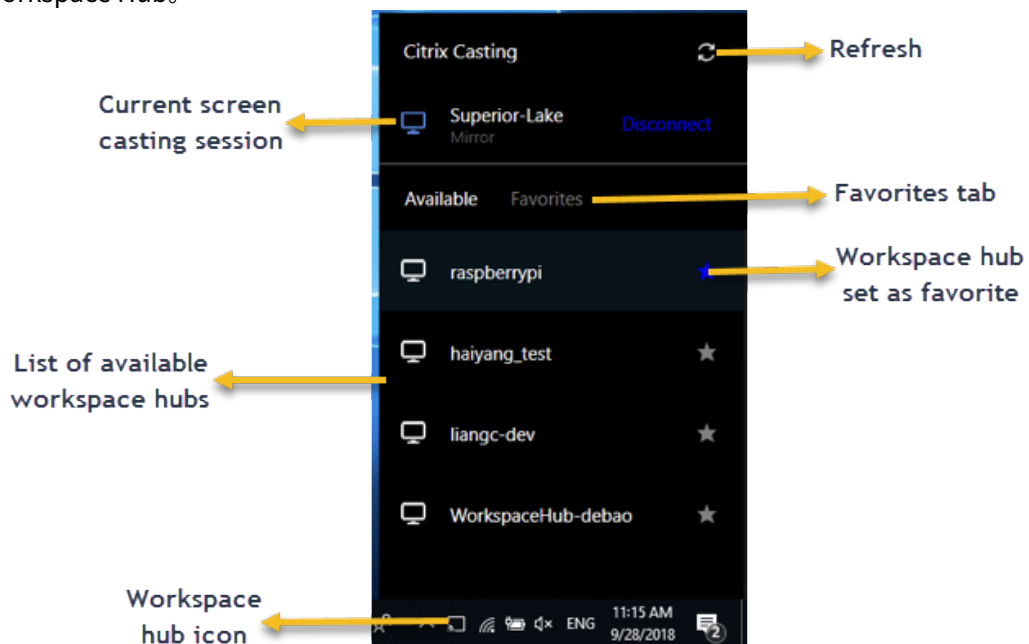 orkspace Hub。
Citrix Casting
Refresh
Current screen
casting session
Superior-Lake
Mirror
Disconnect
Available
Favorites
Favorites tab
raspberrypi
Workspace hub
set as favorite
haiyang_test
List of available
workspace hubs
liangc-dev
WorkspaceHub-debao
Workspace
hub icon
ENG
11:15 AM
9/28/2018
2